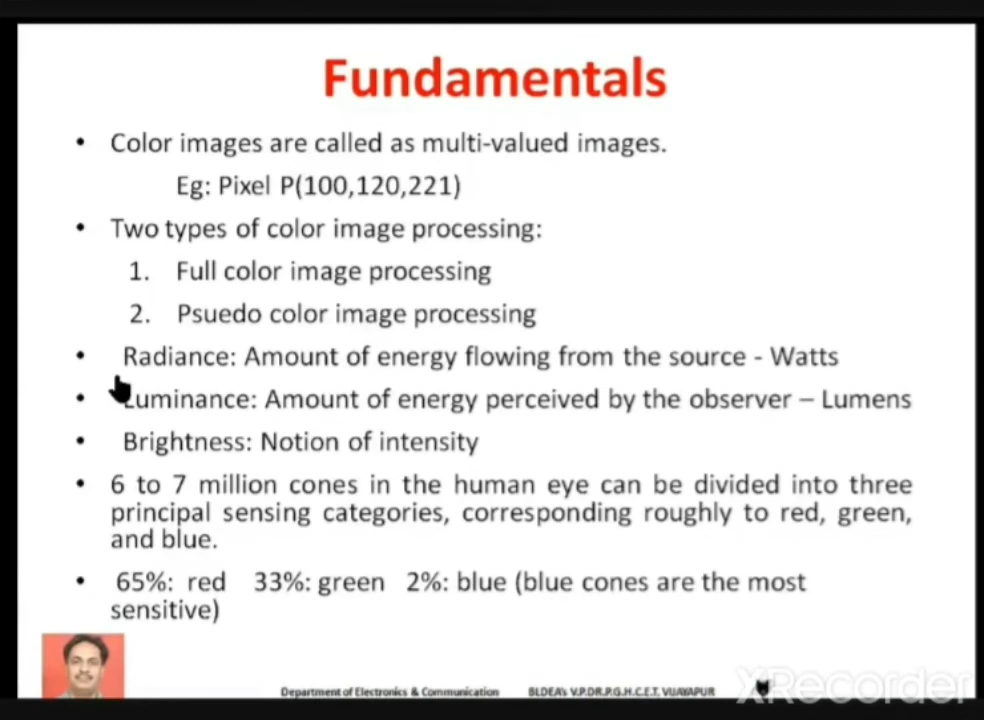 Fundamentals
• Color images are called as multi-valued images.
Eg: Pixel P(100,120,221)
• Two types of color image processing:
1. Full color image processing
2. Psuedo color image processing
• Radiance: Amount of energy flowing from the source - Watts
• Luminance: Amount of energy perceived by the observer – Lumens
• Brightness: Notion of intensity
• 6 to 7 million cones in the human eye can be divided into three
principal sensing categories, corresponding roughly to red, green,
and blue.
• 65%: red 33%: green 2%: blue (blue cones are the most
sensitive)
Department of Electronics & Communication BLDEA's V.P.DR.P.G.H.C.E.T, VIJAYAPUR
XRecorder